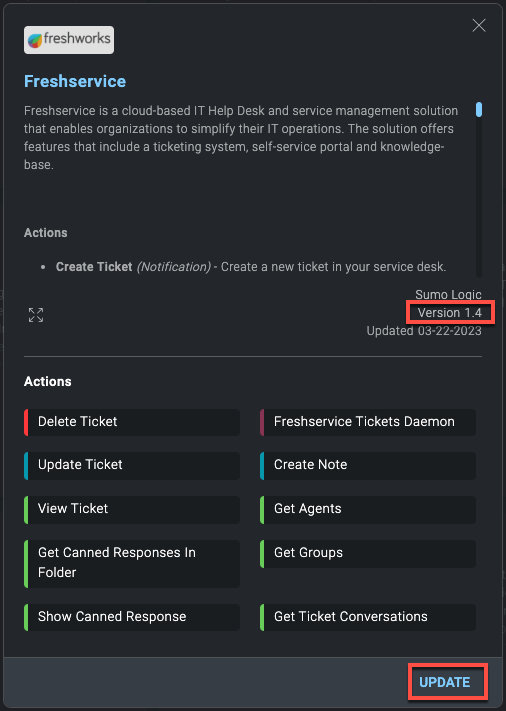 freshworks
Freshservice
Freshservice is a cloud-based IT Help Desk and service management solution
that enables organizations to simplify their IT operations. The solution offers
features that include a ticketing system, self-service portal and knowledge-
base.
Actions
• Create Ticket (Notification) - Create a new ticket in your service desk.
Sumo Logic
Version 1.4
Updated 03-22-2023
Actions
Delete Ticket
Freshservice Tickets Daemon
Update Ticket
Create Note
View Ticket
Get Agents
Get Canned Responses In
Folder
Get Groups
Show Canned Response
Get Ticket Conversations
UPDATE